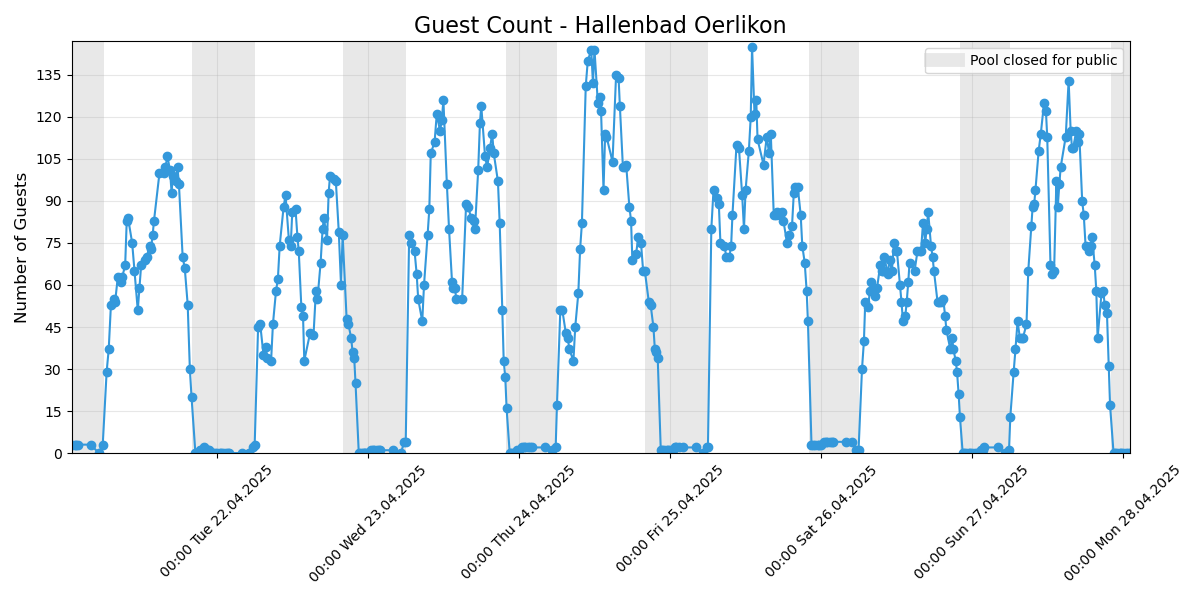 Guest Count - Hallenbad Oerlikon
Pool closed for public
Number of Guests
135
120
105
90
75
60
45
30
15
0
00:00 Tue 22.04.2025
00:00 Wed 23.04.2025
00:00 Thu 24.04.2025
00:00 Fri 25.04.2025
00:00 Sat 26.04.2025
00:00 Sun 27.04.2025
00:00 Mon 28.04.2025